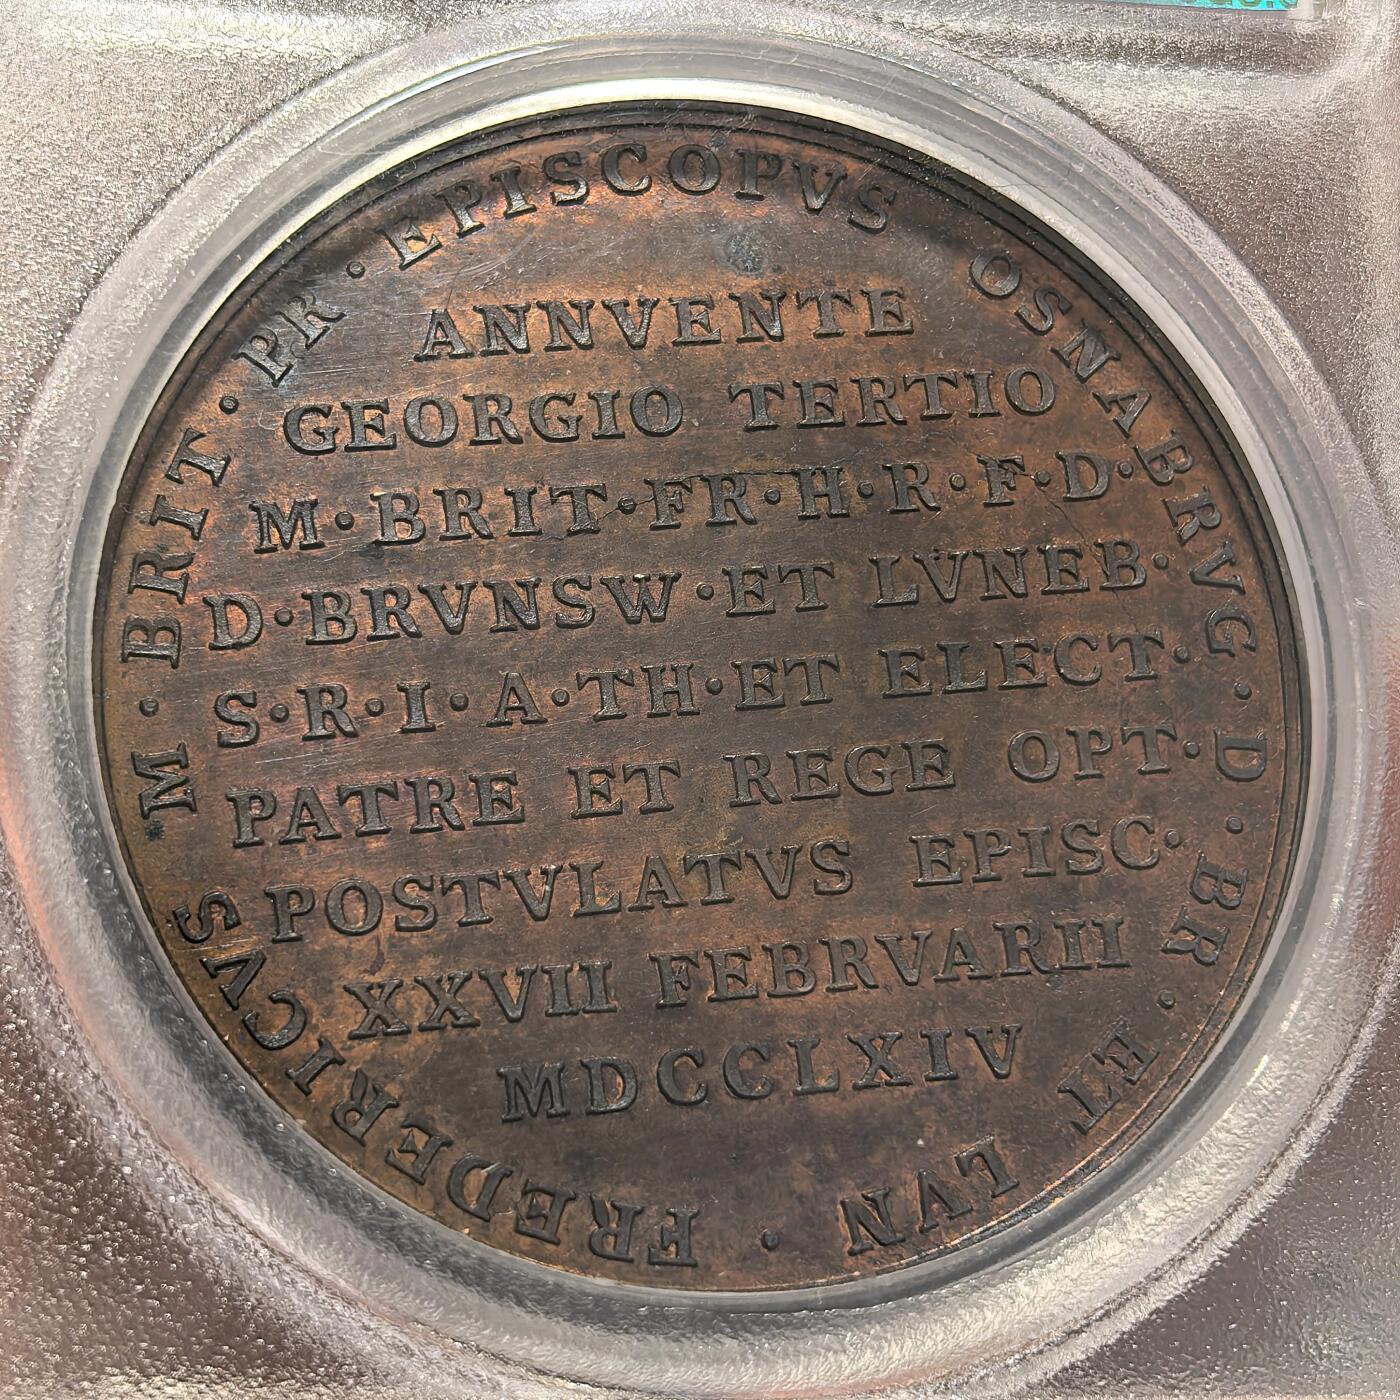 FREDERICVS M · BRIT · PR · EPISCOPVS OSNABRVG · D · BR · ET LVN ·
ANNVENTE
GEORGIO TERTIO
M·BRIT·FR·H·R·F·D·
D·BRVNSW·ET LVNEB·
S·R·I·A·TH·ET ELECT·
PATRE ET REGE OPT·
POSTVLATVS EPISC·
XXVII FEBRVARII
MDCCLXIV